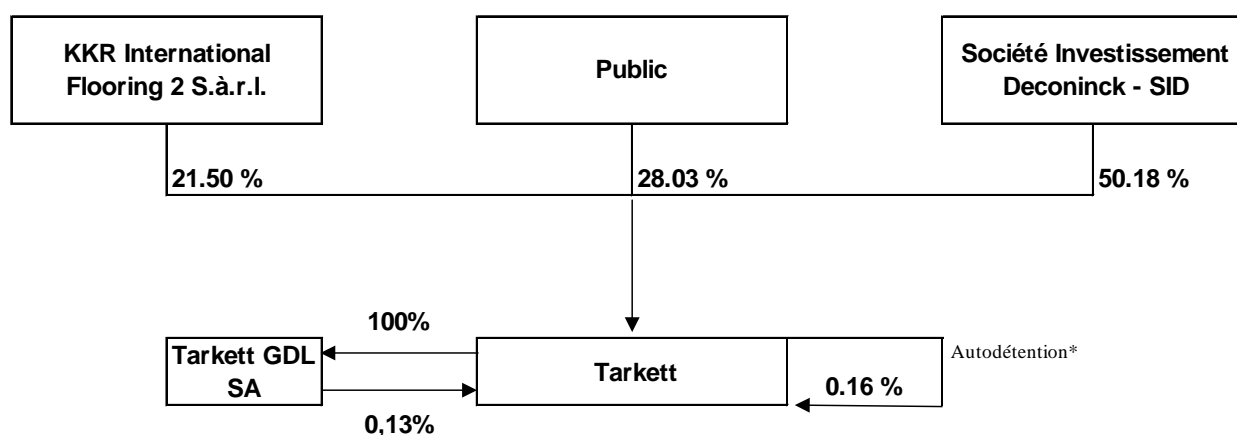 KKR International
Flooring 2 S.à.r.l.
Public
Société Investissement
Deconinck - SID
21.50 %
28.03 %
50.18 %
100%
Tarkett GDL
SA
Tarkett
Autodétention*
0.16 %
0,13%